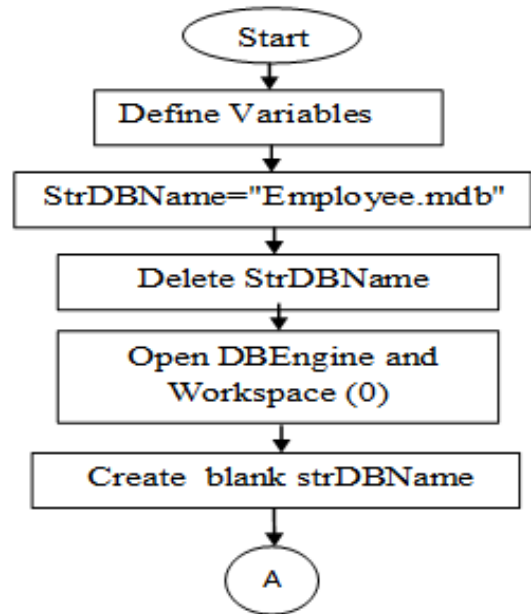 Start
Define Variables
StrDBName="Employee.mdb"
Delete StrDBName
Open DBEngine and
Workspace (0)
Create blank strDBName
A